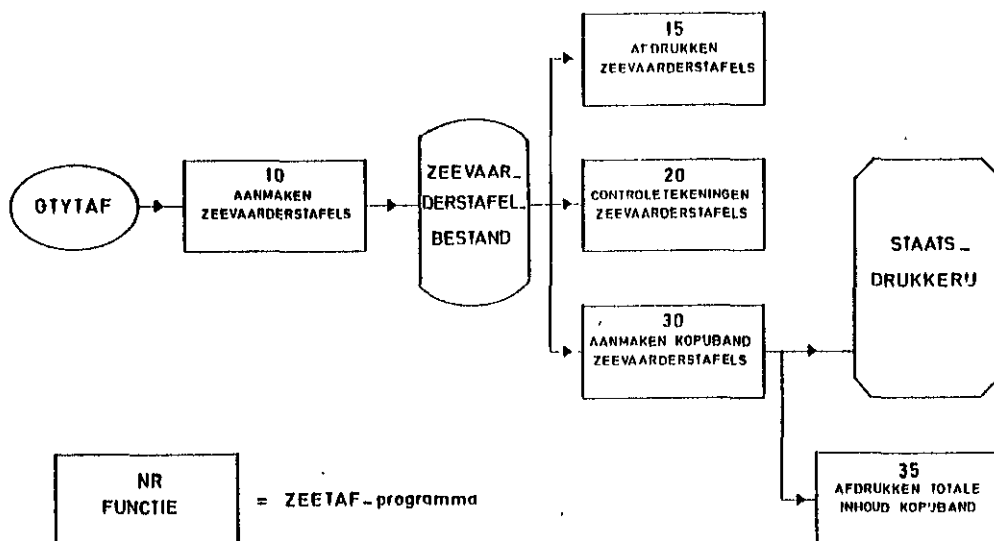 GTYTAF
10
AANMAKEN
ZEEVAARDERSTAFELS
ZEEVAAR_
DERSTAFEL_
BESTAND
15
AFDRUKKEN
ZEEVAARDERSTAFELS
20
CONTROLETEKENINGEN
ZEEVAARDERSTAFELS
30
AANMAKEN KOPIJBAND
ZEEVAARDERSTAFELS
STAATS_
DRUKKERIJ
35
AFDRUKKEN TOTALE
INHOUD KOPIJBAND
NR
FUNCTIE
= ZEETAF_programma